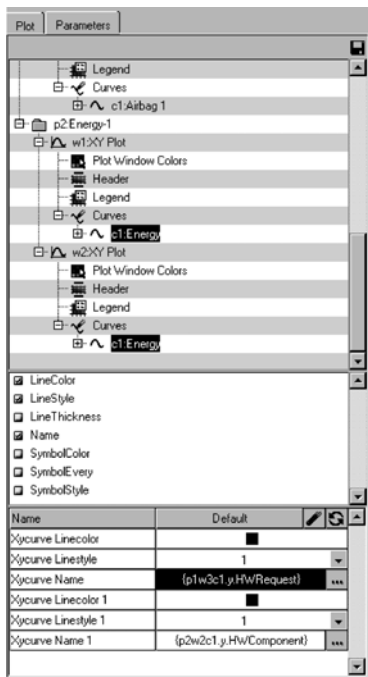 Plot Parameters
Legend
Curves
c1:Airbag 1
p2:Energy-1
w1:XY Plot
Plot Window Colors
Header
Legend
Curves
c1:Energy
w2:XY Plot
Plot Window Colors
Header
Legend
Curves
c1:Energy
LineColor
LineStyle
LineThickness
Name
SymbolColor
SymbolEvery
SymbolStyle
Name Default
Xycurve Linecolor
Xycurve Linestyle 1
Xycurve Name {p1w3c1.y.HWRequest} ...
Xycurve Linecolor 1
Xycurve Linestyle 1 1
Xycurve Name 1 {p2w2c1.y.HWComponent} ...